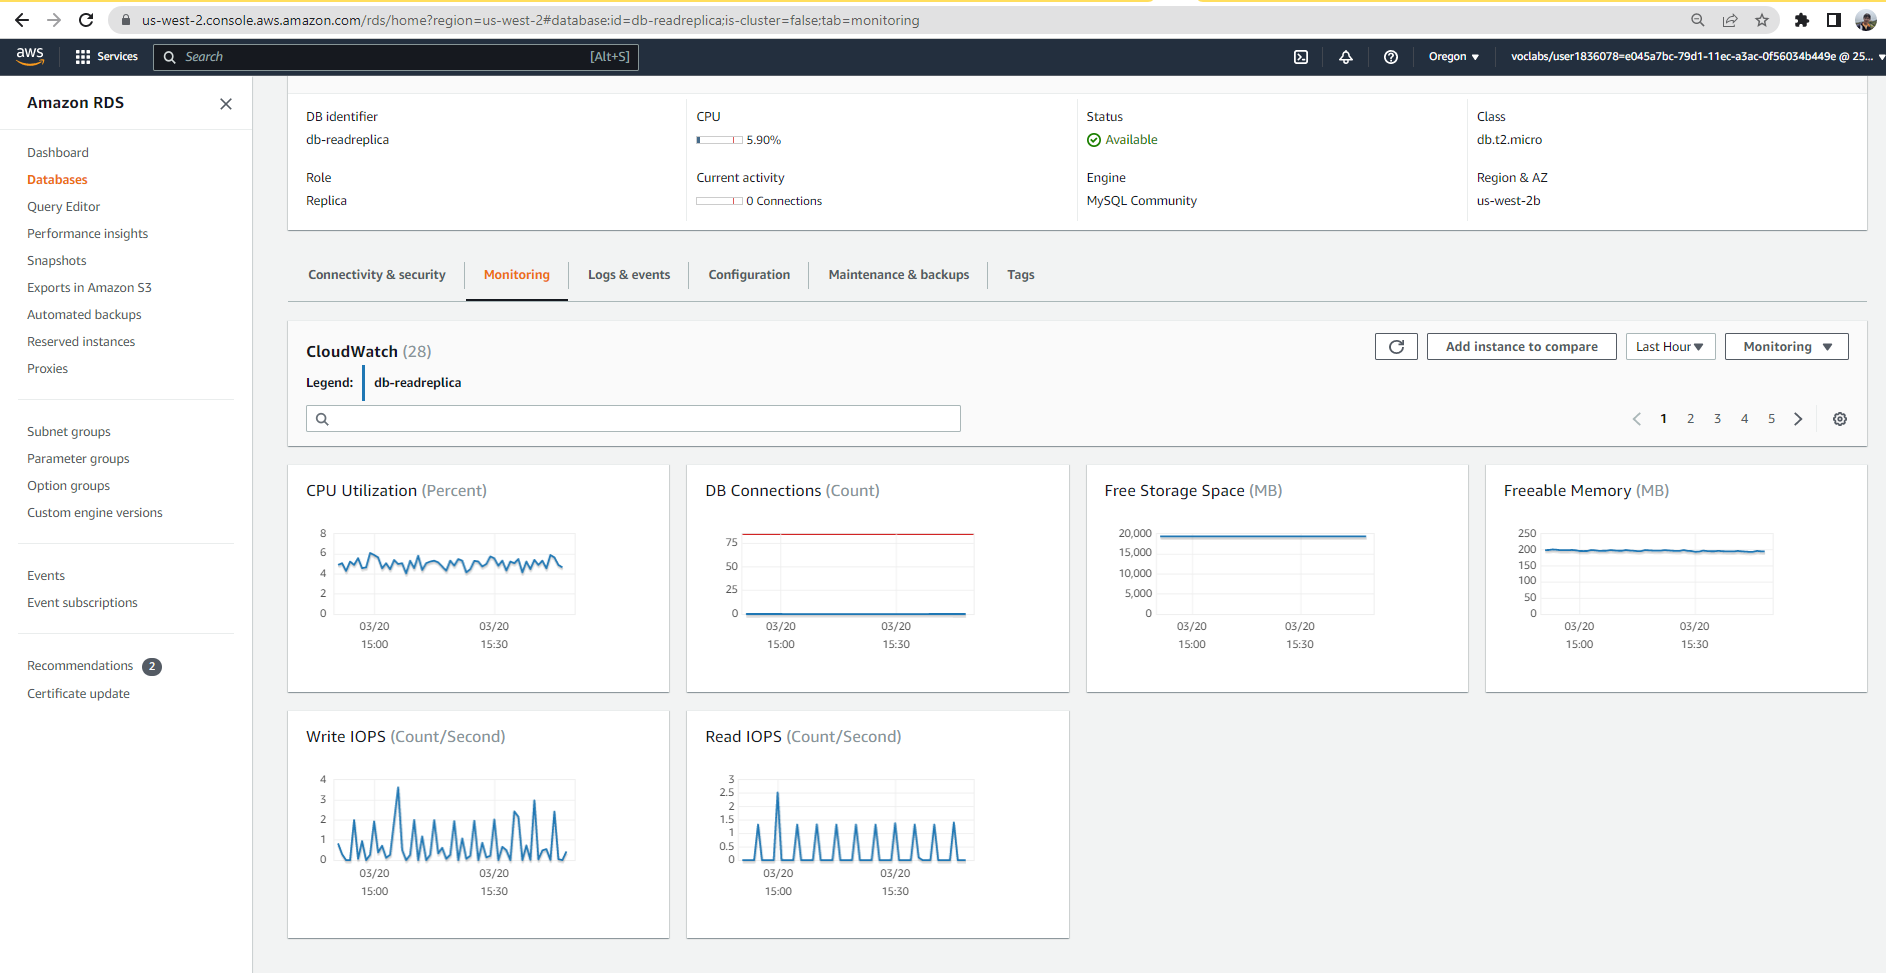 us-west-2.console.aws.amazon.com/rds/home?region=us-west-2#database:id=db-readreplica;is-cluster=false;tab=monitoring
aws
Services
Search
[Alt+S]
Oregon
voclabs/user1836078=e045a7bc-79d1-11ec-a3ac-0f56034b449e @ 25...
Amazon RDS
Dashboard
Databases
Query Editor
Performance insights
Snapshots
Exports in Amazon S3
Automated backups
Reserved instances
Proxies
Subnet groups
Parameter groups
Option groups
Custom engine versions
Events
Event subscriptions
Recommendations 2
Certificate update
DB identifier
db-readreplica
CPU
5.90%
Status
Available
Class
db.t2.micro
Role
Replica
Current activity
0 Connections
Engine
MySQL Community
Region & AZ
us-west-2b
Connectivity & security
Monitoring
Logs & events
Configuration
Maintenance & backups
Tags
CloudWatch (28)
Add instance to compare
Last Hour
Monitoring
Legend: db-readreplica
1 2 3 4 5
CPU Utilization (Percent)
8
6
4
2
0
03/20 03/20
15:00 15:30
DB Connections (Count)
75
50
25
0
03/20 03/20
15:00 15:30
Free Storage Space (MB)
20,000
15,000
10,000
5,000
0
03/20 03/20
15:00 15:30
Freeable Memory (MB)
250
200
150
100
50
0
03/20 03/20
15:00 15:30
Write IOPS (Count/Second)
4
3
2
1
0
03/20 03/20
15:00 15:30
Read IOPS (Count/Second)
3
2.5
2
1.5
1
0.5
0
03/20 03/20
15:00 15:30